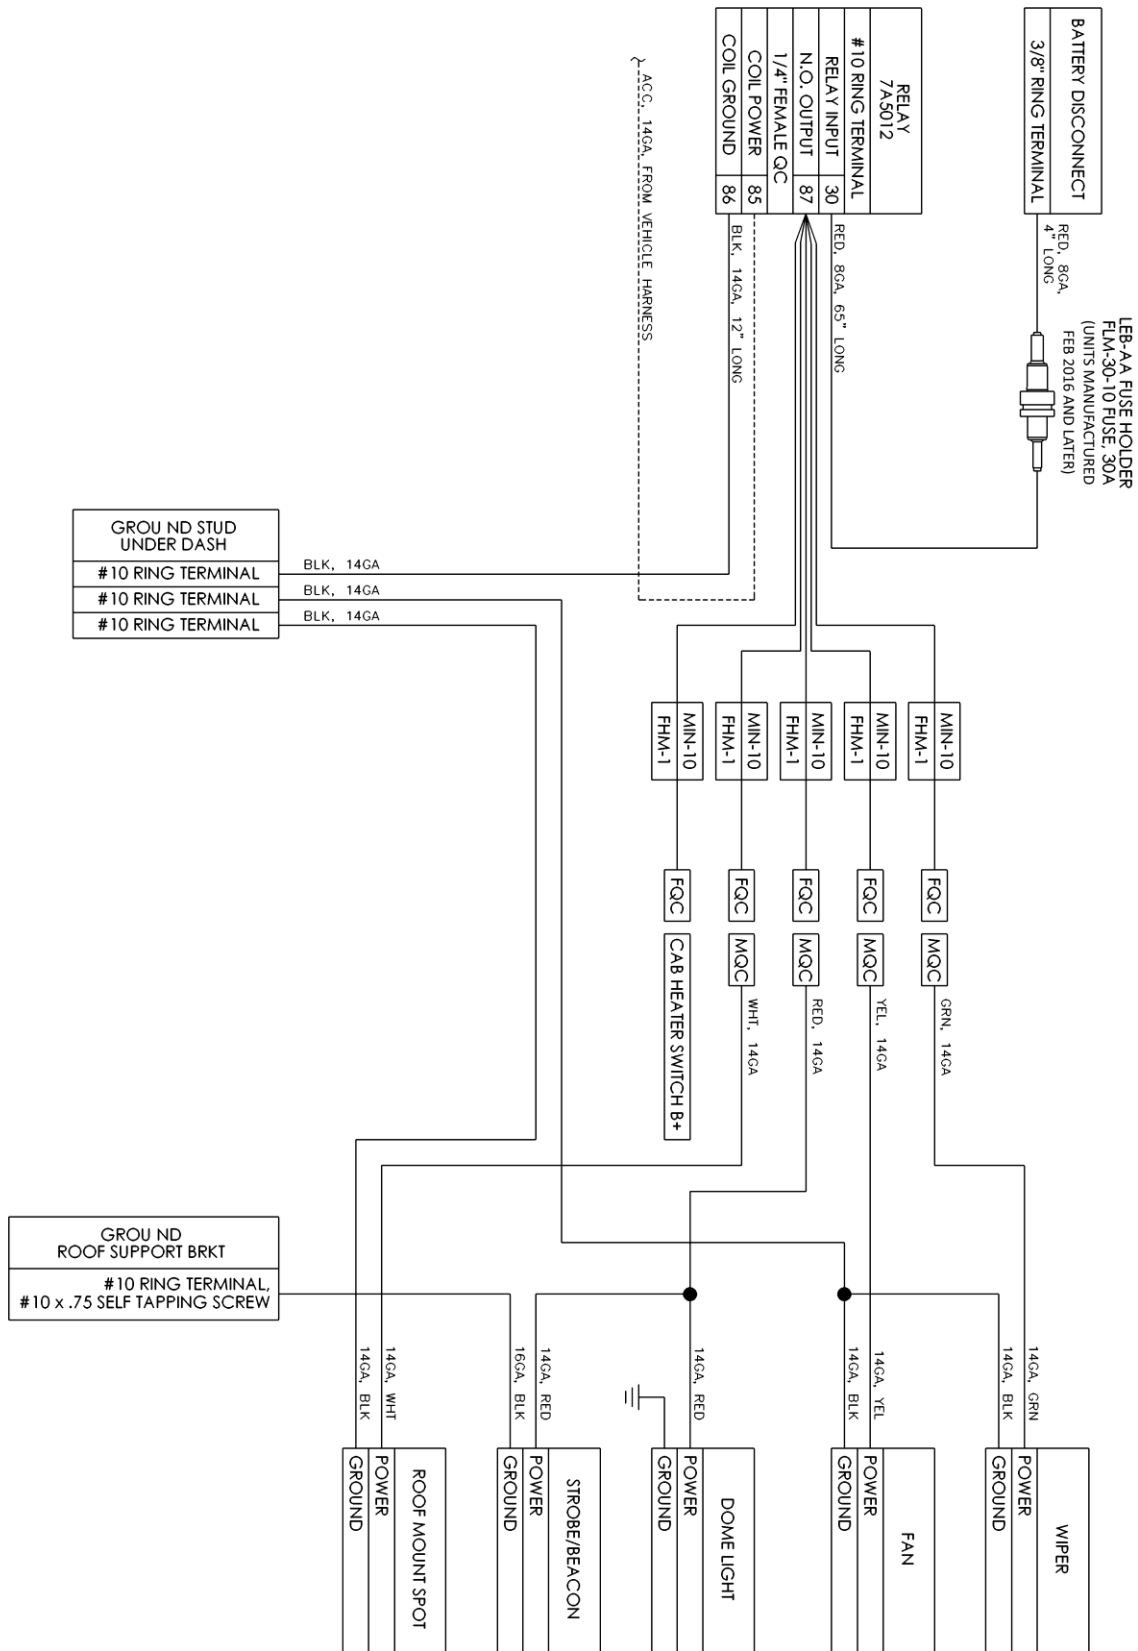 BATTERY DISCONNECT
3/8" RING TERMINAL
RED, 8GA,
4" LONG
LEB-AA FUSE HOLDER
FLM-30-10 FUSE, 30A
(UNITS MANUFACTURED
FEB 2016 AND LATER)
RELAY
7A5012
#10 RING TERMINAL
RELAY INPUT 30
N.O. OUTPUT 87
1/4" FEMALE QC
COIL POWER 85
COIL GROUND 86
RED, 8GA, 65" LONG
BLK, 14GA, 12" LONG
ACC, 14GA, FROM VEHICLE HARNESS
GROU ND STUD
UNDER DASH
#10 RING TERMINAL
#10 RING TERMINAL
#10 RING TERMINAL
BLK, 14GA
BLK, 14GA
BLK, 14GA
MIN-10
FHM-1
MIN-10
FHM-1
MIN-10
FHM-1
MIN-10
FHM-1
MIN-10
FHM-1
FQC
FQC
FQC
FQC
FQC
MQC
MQC
MQC
MQC
CAB HEATER SWITCH B+
GRN, 14GA
YEL, 14GA
RED, 14GA
WHT, 14GA
GROU ND
ROOF SUPPORT BRKT
#10 RING TERMINAL,
#10 x .75 SELF TAPPING SCREW
14GA, GRN
14GA, BLK
14GA, YEL
14GA, BLK
14GA, RED
14GA, RED
16GA, BLK
14GA, WHT
14GA, BLK
WIPER
POWER
GROUND
FAN
POWER
GROUND
DOME LIGHT
POWER
GROUND
STROBE/BEACON
POWER
GROUND
ROOF MOUNT SPOT
POWER
GROUND